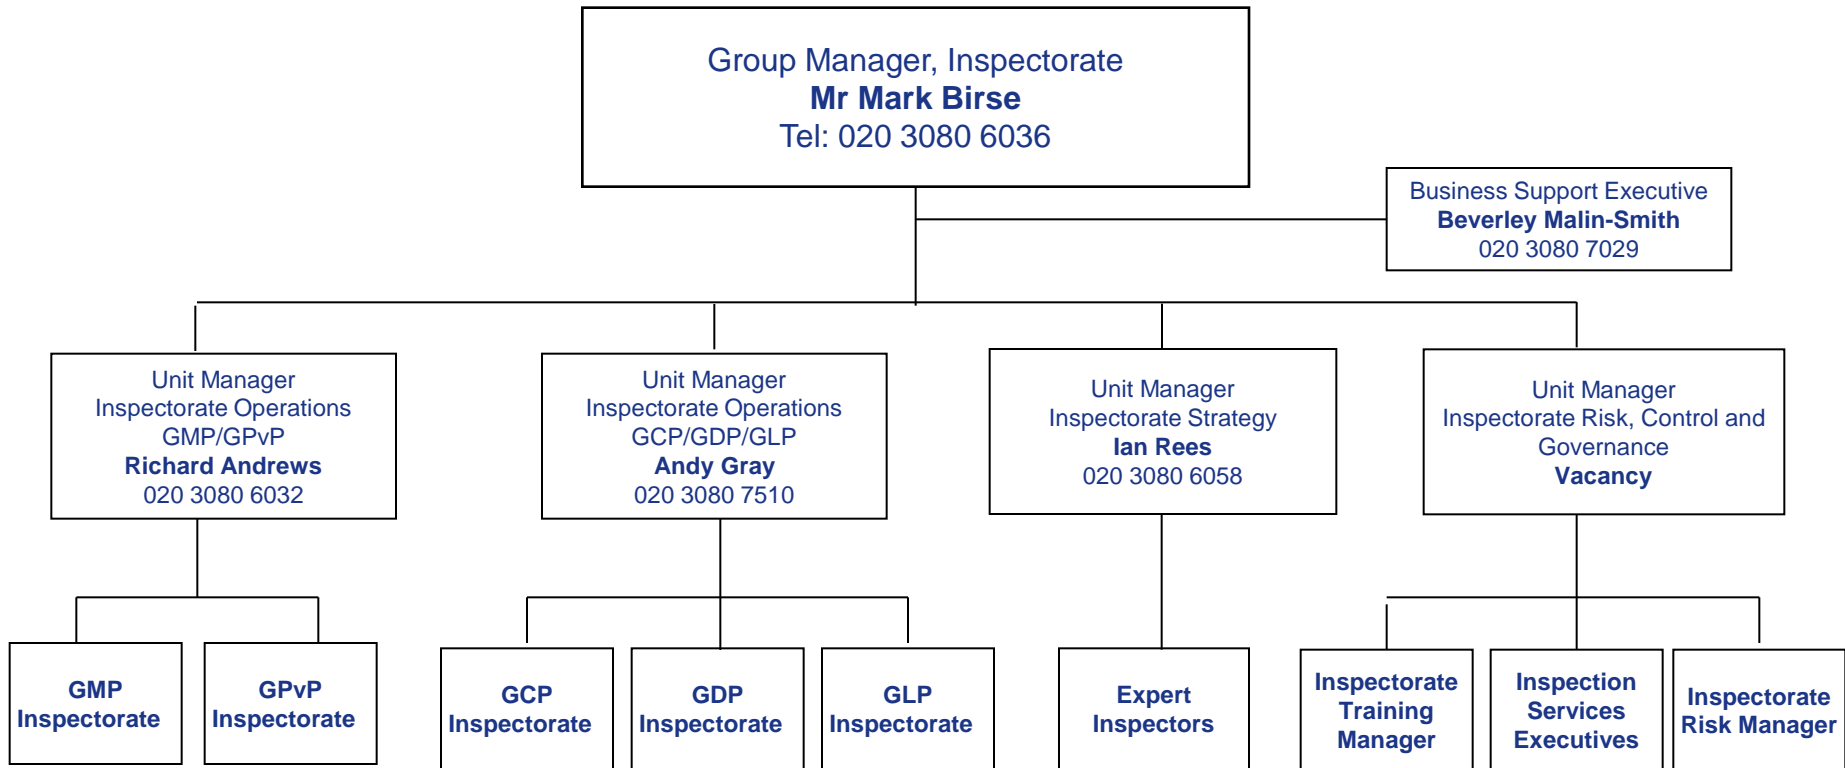 Group Manager, Inspectorate
Mr Mark Birse
Tel: 020 3080 6036
Business Support Executive
Beverley Malin-Smith
020 3080 7029
Unit Manager
Inspectorate Operations
GMP/GPvP
Richard Andrews
020 3080 6032
Unit Manager
Inspectorate Operations
GCP/GDP/GLP
Andy Gray
020 3080 7510
Unit Manager
Inspectorate Strategy
Ian Rees
020 3080 6058
Unit Manager
Inspectorate Risk, Control and
Governance
Vacancy
GMP
Inspectorate
GPvP
Inspectorate
GCP
Inspectorate
GDP
Inspectorate
GLP
Inspectorate
Expert
Inspectors
Inspectorate
Training
Manager
Inspection
Services
Executives
Inspectorate
Risk Manager